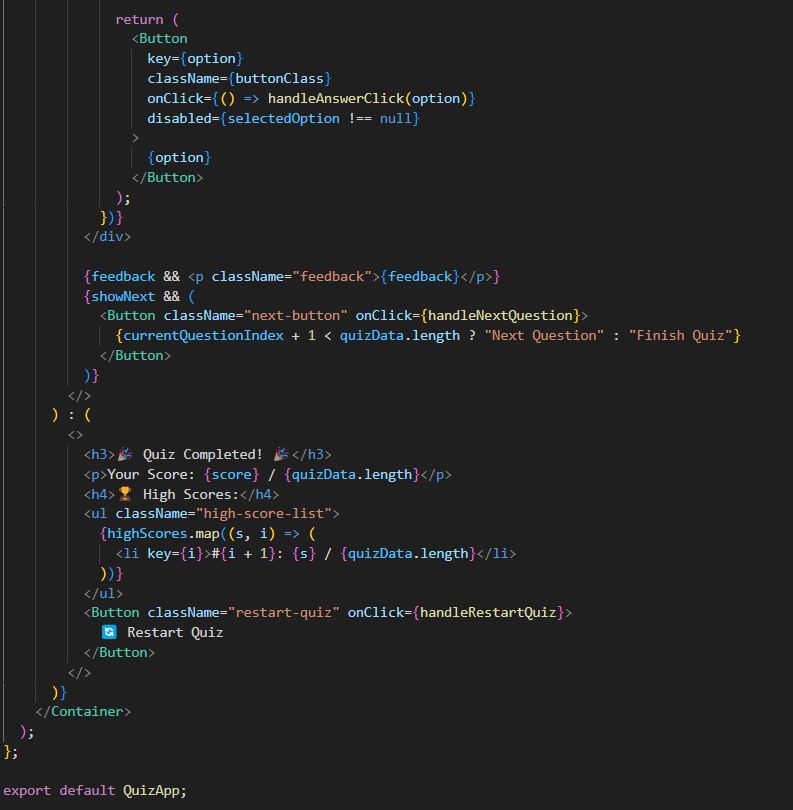 return (
<Button
key={option}
className={buttonClass}
onClick={() => handleAnswerClick(option)}
disabled={selectedOption !== null}
>
{option}
</Button>
);
})}
</div>
{feedback && <p className="feedback">{feedback}</p>}
{showNext && (
<Button className="next-button" onClick={handleNextQuestion}>
{currentQuestionIndex + 1 < quizData.length ? "Next Question" : "Finish Quiz"}
</Button>
)}
</>
) : (
<>
<h3>🎉 Quiz Completed! 🎉</h3>
<p>Your Score: {score} / {quizData.length}</p>
<h4>🏆 High Scores:</h4>
<ul className="high-score-list">
{highScores.map((s, i) => (
<li key={i}>#{i + 1}: {s} / {quizData.length}</li>
))}
</ul>
<Button className="restart-quiz" onClick={handleRestartQuiz}>
🔄 Restart Quiz
</Button>
</>
)}
</Container>
);
};
export default QuizApp;